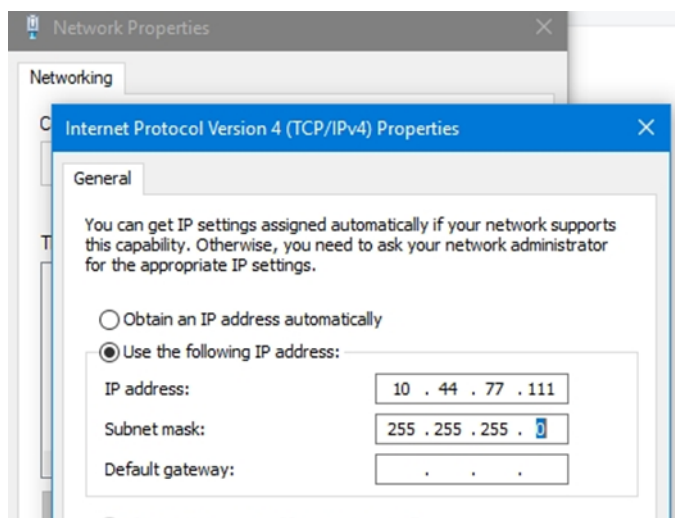 Network Properties
Networking
C
Internet Protocol Version 4 (TCP/IPv4) Properties
General
You can get IP settings assigned automatically if your network supports
this capability. Otherwise, you need to ask your network administrator
for the appropriate IP settings.
T
Obtain an IP address automatically
Use the following IP address:
IP address: 10 . 44 . 77 . 111
Subnet mask: 255 . 255 . 255 . 0
Default gateway: . . .